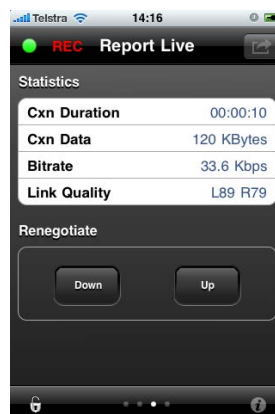 Telstra 14:16
REC Report Live
Statistics
Cxn Duration 00:00:10
Cxn Data 120 KBytes
Bitrate 33.6 Kbps
Link Quality L89 R79
Renegotiate
Down Up